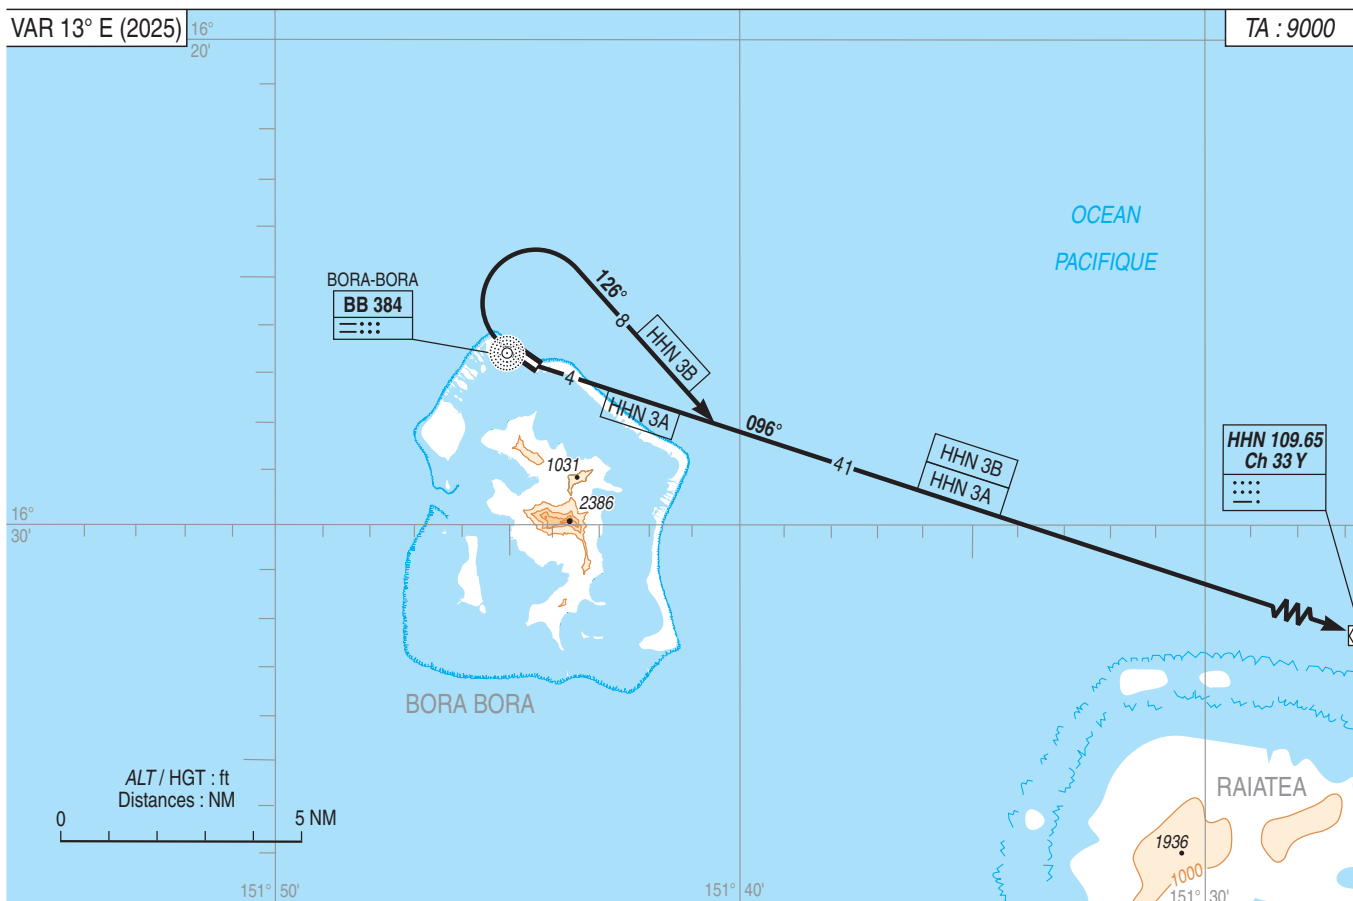 VAR 13° E (2025)
16°
20'
TA : 9000
OCEAN
PACIFIQUE
BORA-BORA
BB 384
126°
8
HHN 3B
4
HHN 3A
096°
41
HHN 3B
HHN 3A
HHN 109.65
Ch 33 Y
1031
2386
16°
30'
BORA BORA
ALT / HGT : ft
Distances : NM
0
5 NM
RAIATEA
1936
1000
151° 50'
151° 40'
151° 30'